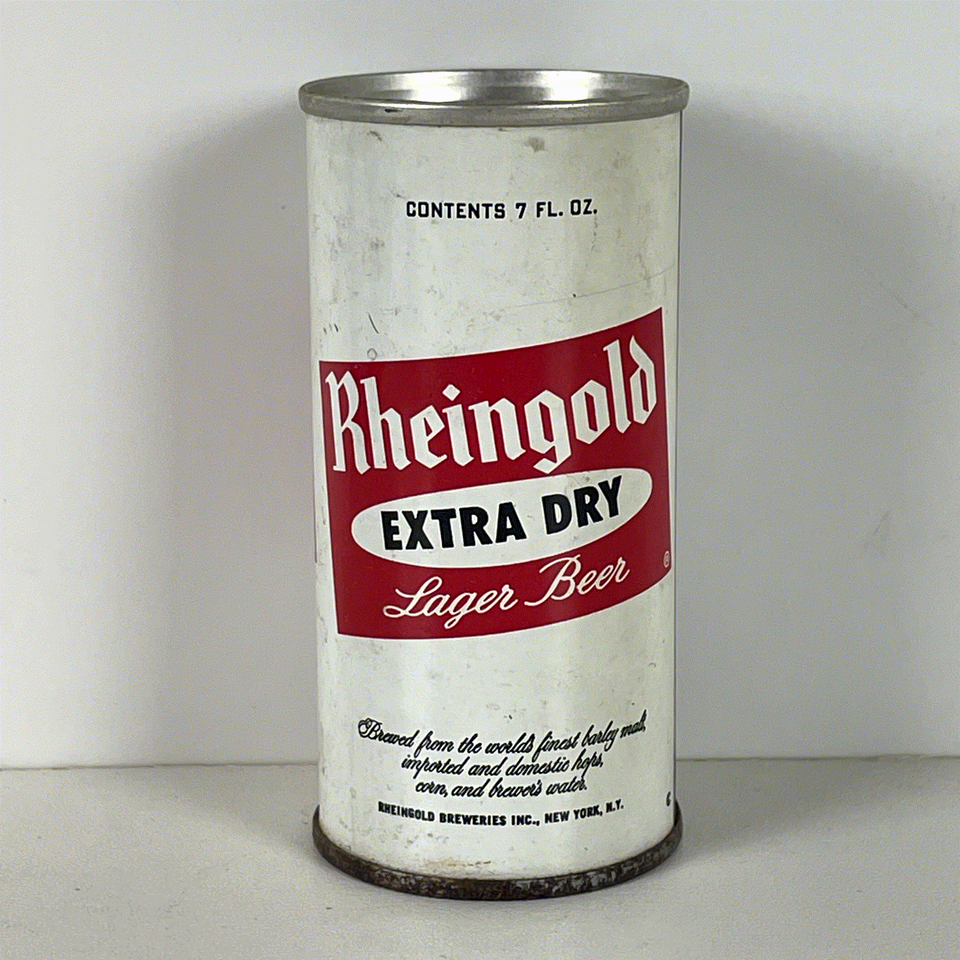 CONTENTS 7 FL. OZ.
Rheingold
EXTRA DRY
Lager Beer
®
Brewed from the world's finest barley malt,
imported and domestic hops,
corn, and brewer's water.
RHEINGOLD BREWERIES INC., NEW YORK, N.Y.